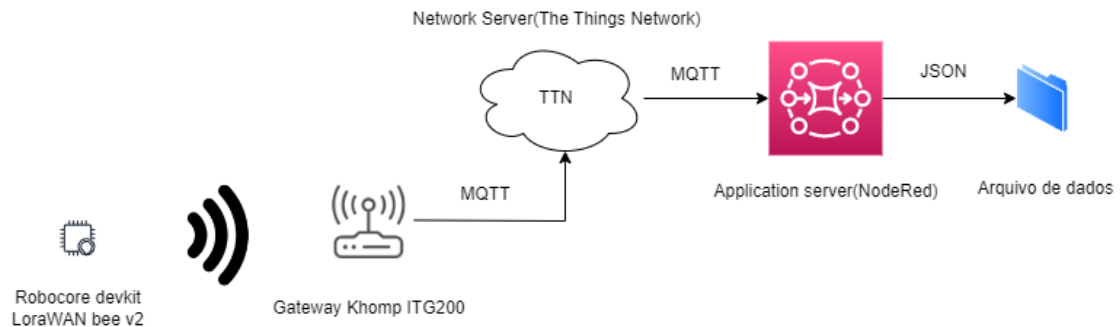 Network Server(The Things Network)
TTN
MQTT
JSON
MQTT
Application server(NodeRed)
Arquivo de dados
Robocore devkit
LoraWAN bee v2
Gateway Khomp ITG200